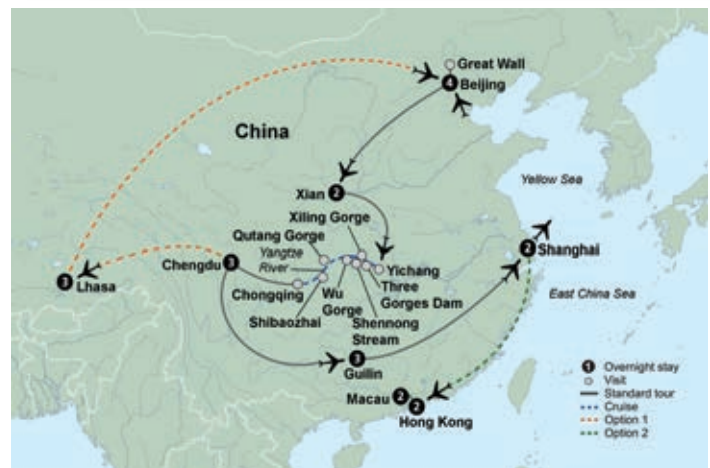 Great Wall
4
Beijing
China
Xian
2
Yellow Sea
Xiling Gorge
Qutang Gorge
Yangtze
River
2
Shanghai
Chengdu
3
Yichang
3
Lhasa
Chongqing
Three
Gorges Dam
Wu
Gorge
East China Sea
Shibaozhai
Shennong
Stream
3
Guilin
Macau
2
2
Hong Kong
1 Overnight stay
Visit
Standard tour
Cruise
Option 1
Option 2